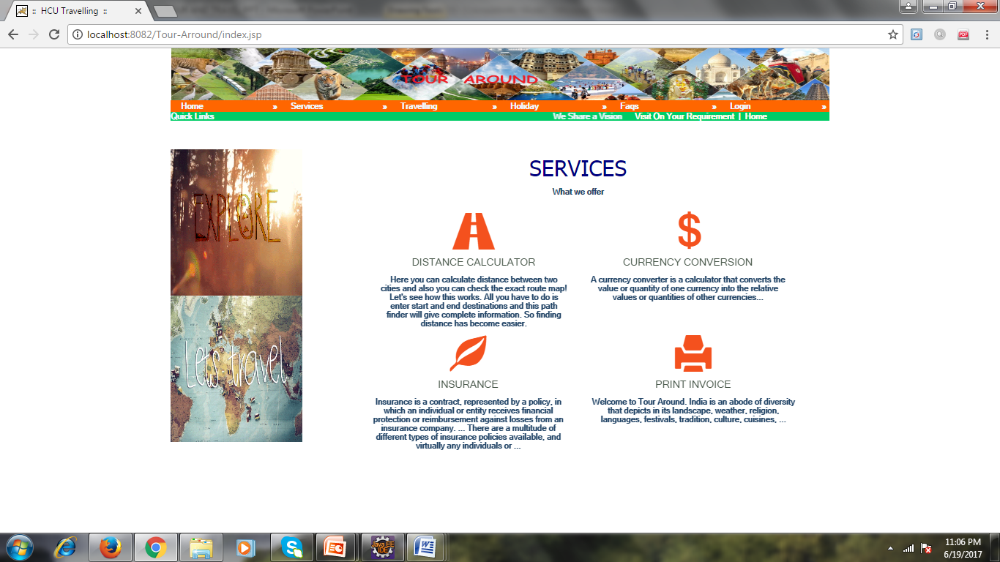 :: HCU Travelling ::
localhost:8082/Tour-Arround/index.jsp
TOUR AROUND
Home » Services » Travelling » Holiday » Faqs » Login »
Quick Links We Share a Vision Visit On Your Requirement | Home
EXPLORE
Lets travel
SERVICES
What we offer
DISTANCE CALCULATOR
Here you can calculate distance between two
cities and also you can check the exact route map!
Let's see how this works. All you have to do is
enter start and end destinations and this path
finder will give complete information. So finding
distance has become easier.
$
CURRENCY CONVERSION
A currency converter is a calculator that converts the
value or quantity of one currency into the relative
values or quantities of other currencies...
INSURANCE
Insurance is a contract, represented by a policy, in
which an individual or entity receives financial
protection or reimbursement against losses from an
insurance company. ... There are a multitude of
different types of insurance policies available, and
virtually any individuals or ...
PRINT INVOICE
Welcome to Tour Around. India is an abode of diversity
that depicts in its landscape, weather, religion,
languages, festivals, tradition, culture, cuisines, ...
PDF
Java EE
IDE
11:06 PM
6/19/2017